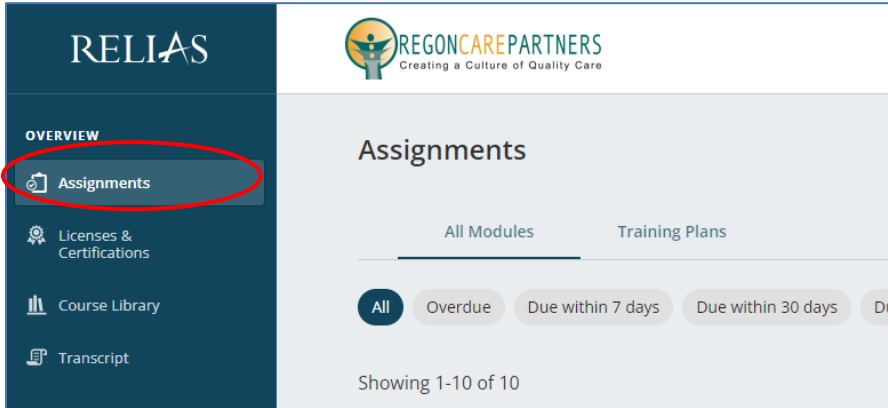 RELIAS
OREGONCAREPARTNERS
Creating a Culture of Quality Care
OVERVIEW
Assignments
Licenses &
Certifications
Course Library
Transcript
Assignments
All Modules Training Plans
All Overdue Due within 7 days Due within 30 days
Showing 1-10 of 10